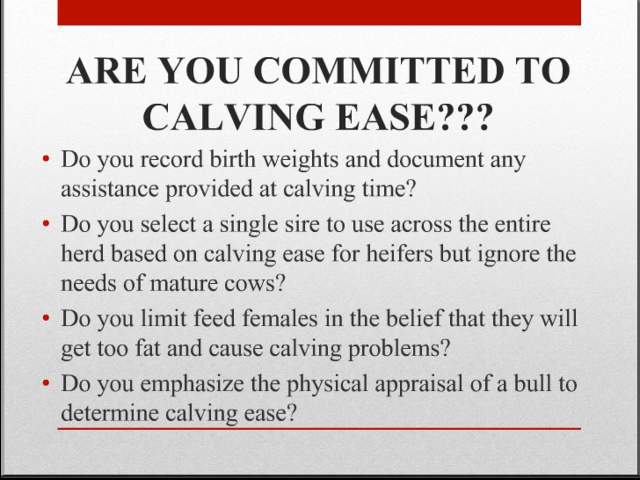 ARE YOU COMMITTED TO
CALVING EASE???
• Do you record birth weights and document any
assistance provided at calving time?
• Do you select a single sire to use across the entire
herd based on calving ease for heifers but ignore the
needs of mature cows?
• Do you limit feed females in the belief that they will
get too fat and cause calving problems?
• Do you emphasize the physical appraisal of a bull to
determine calving ease?